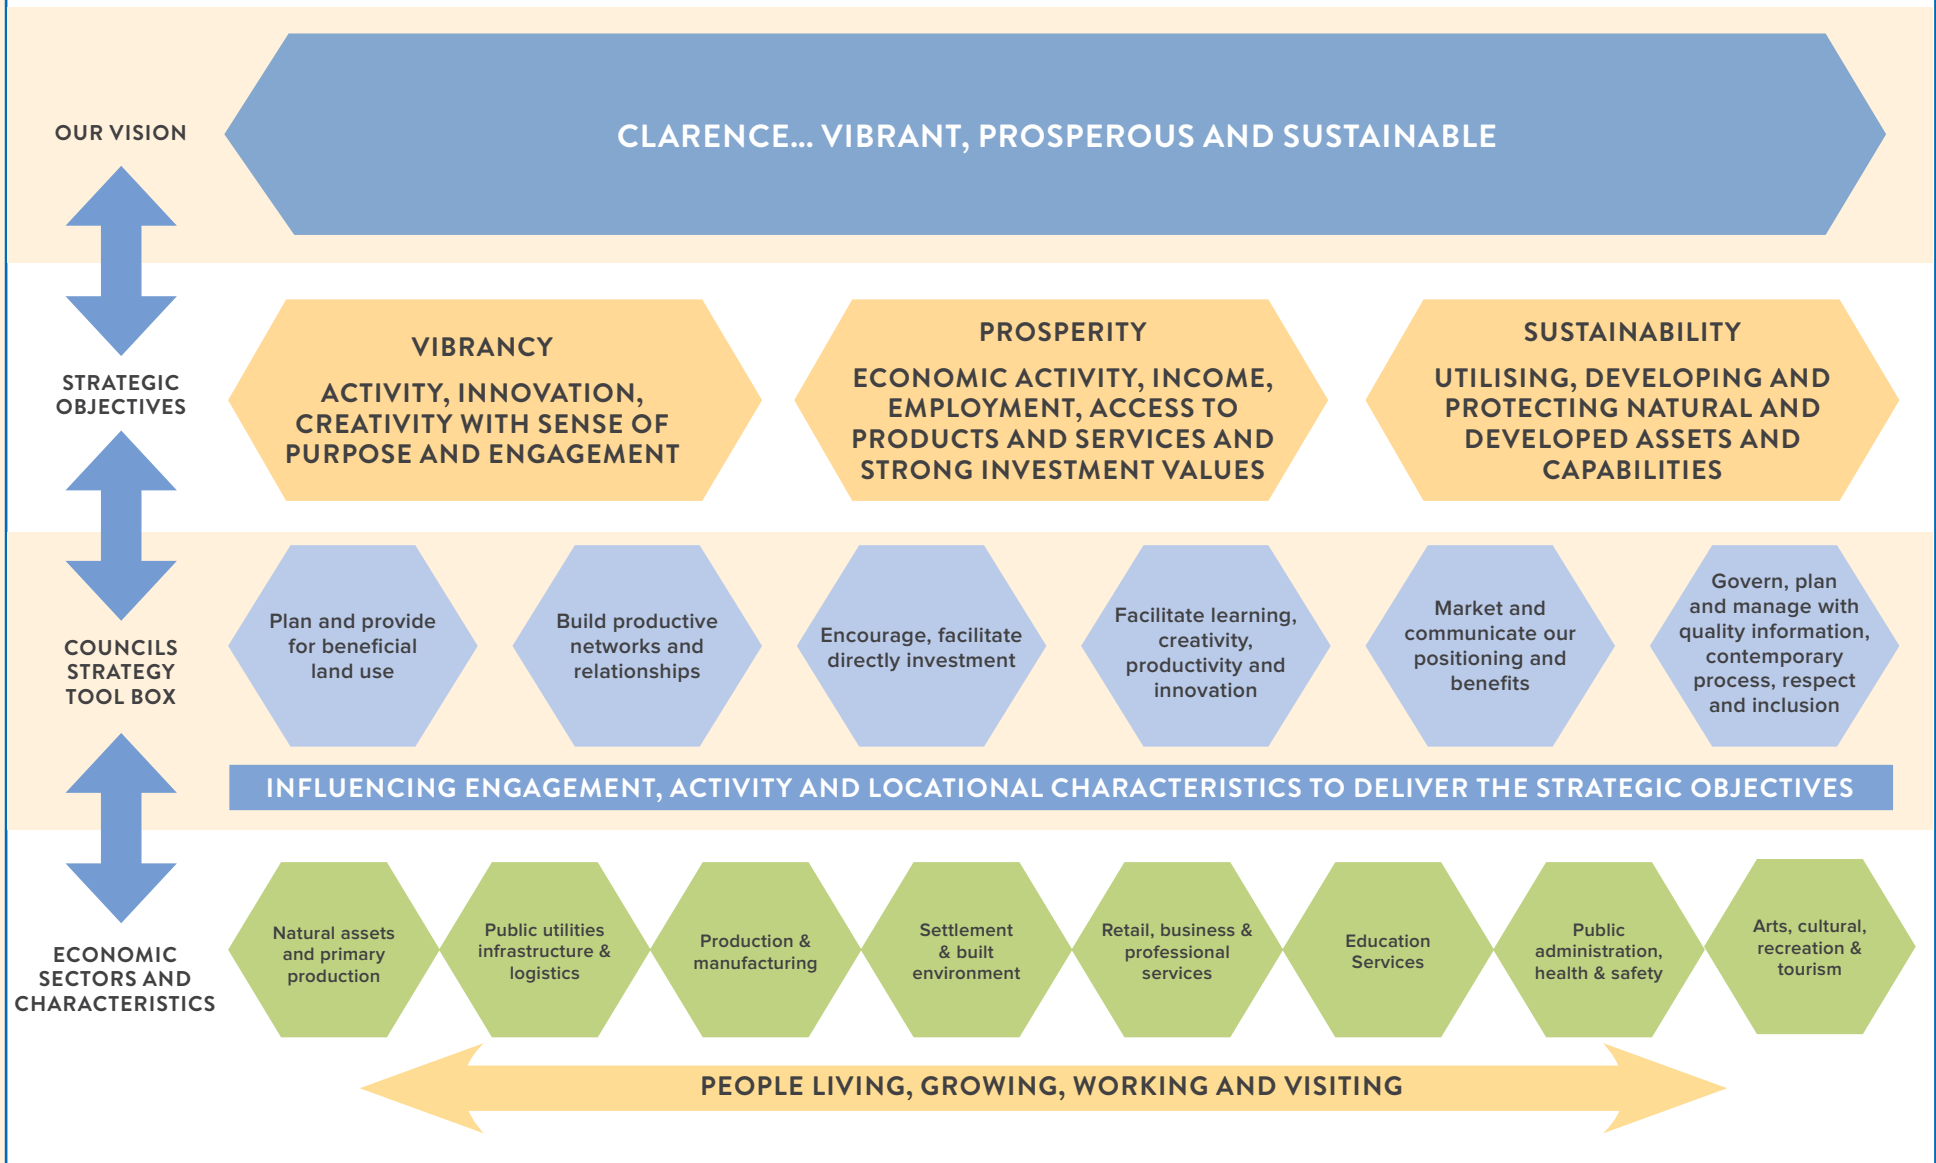 OUR VISION
CLARENCE... VIBRANT, PROSPEROUS AND SUSTAINABLE
STRATEGIC
OBJECTIVES
VIBRANCY
ACTIVITY, INNOVATION,
CREATIVITY WITH SENSE OF
PURPOSE AND ENGAGEMENT
PROSPERITY
ECONOMIC ACTIVITY, INCOME,
EMPLOYMENT, ACCESS TO
PRODUCTS AND SERVICES AND
STRONG INVESTMENT VALUES
SUSTAINABILITY
UTILISING, DEVELOPING AND
PROTECTING NATURAL AND
DEVELOPED ASSETS AND
CAPABILITIES
COUNCILS
STRATEGY
TOOL BOX
Plan and provide
for beneficial
land use
Build productive
networks and
relationships
Encourage, facilitate
directly investment
Facilitate learning,
creativity,
productivity and
innovation
Market and
communicate our
positioning and
benefits
Govern, plan
and manage with
quality information,
contemporary
process, respect
and inclusion
INFLUENCING ENGAGEMENT, ACTIVITY AND LOCATIONAL CHARACTERISTICS TO DELIVER THE STRATEGIC OBJECTIVES
ECONOMIC
SECTORS AND
CHARACTERISTICS
Natural assets
and primary
production
Public utilities
infrastructure &
logistics
Production &
manufacturing
Settlement
& built
environment
Retail, business &
professional
services
Education
Services
Public
administration,
health & safety
Arts, cultural,
recreation &
tourism
PEOPLE LIVING, GROWING, WORKING AND VISITING